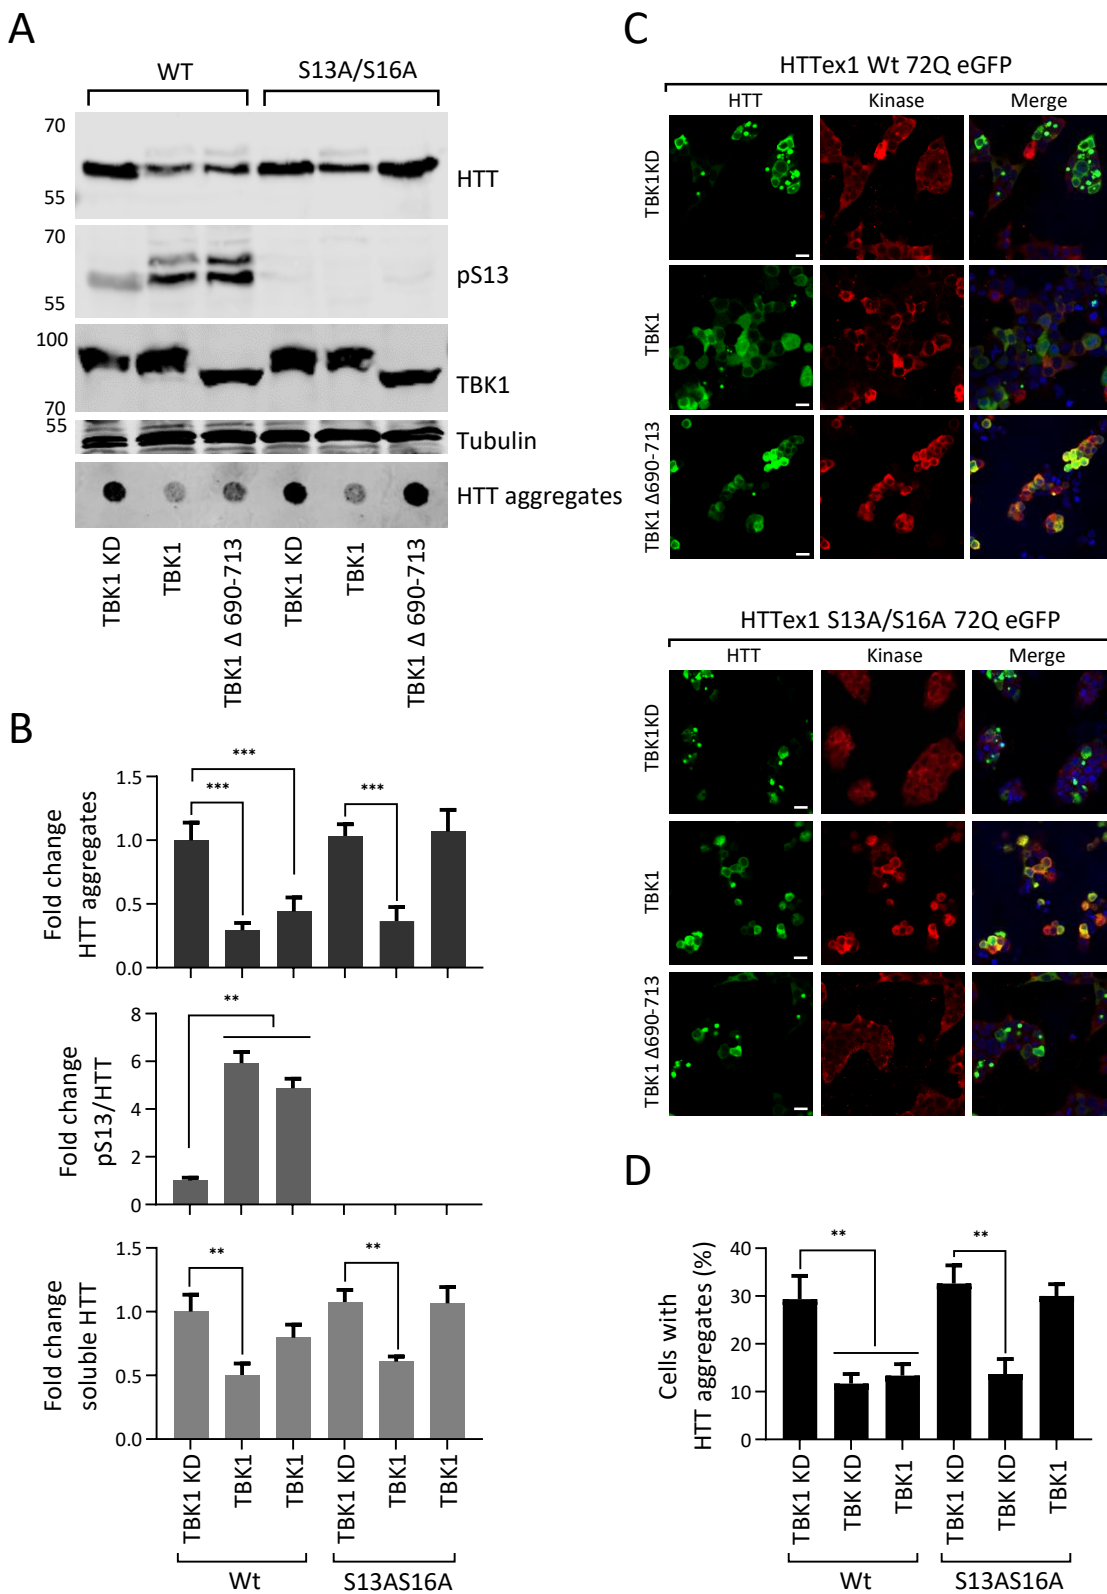 A
WT
S13A/S16A
70
55
HTT
70
55
pS13
100
70
TBK1
55
Tubulin
HTT aggregates
TBK1 KD
TBK1
TBK1 Δ 690-713
TBK1 KD
TBK1
TBK1 Δ 690-713
B
Fold change
HTT aggregates
1.5
1.0
0.5
0.0
***
***
***
Fold change
pS13/HTT
8
6
4
2
0
**
Fold change
soluble HTT
1.5
1.0
0.5
0.0
**
**
TBK1 KD
TBK1
TBK1
TBK1 KD
TBK1
TBK1
Wt
S13AS16A
C
HTTex1 Wt 72Q eGFP
HTT
Kinase
Merge
TBK1KD
TBK1
TBK1 Δ690-713
HTTex1 S13A/S16A 72Q eGFP
HTT
Kinase
Merge
TBK1KD
TBK1
TBK1 Δ690-713
D
Cells with
HTT aggregates (%)
40
30
20
10
0
**
**
TBK1 KD
TBK KD
TBK1
TBK1 KD
TBK KD
TBK1
Wt
S13AS16A